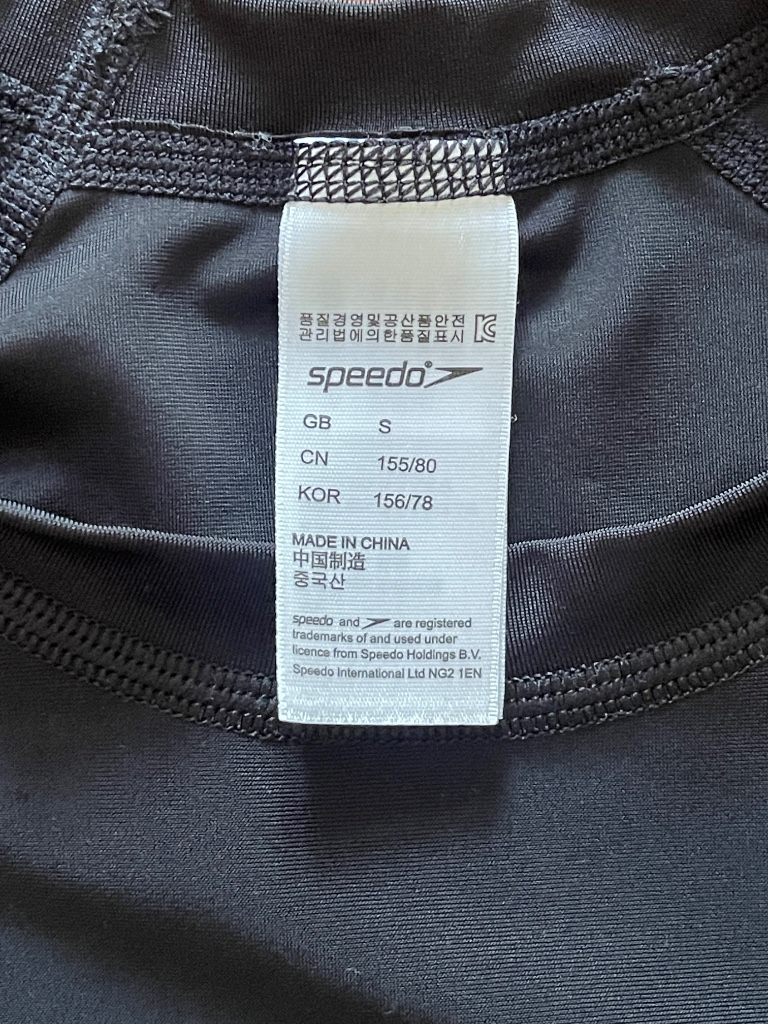 품질경영및공산품안전
관리법에의한품질표시
speedo®
GB S
CN 155/80
KOR 156/78
MADE IN CHINA
中国制造
중국산
speedo and are registered
trademarks of and used under
licence from Speedo Holdings B.V.
Speedo International Ltd NG2 1EN